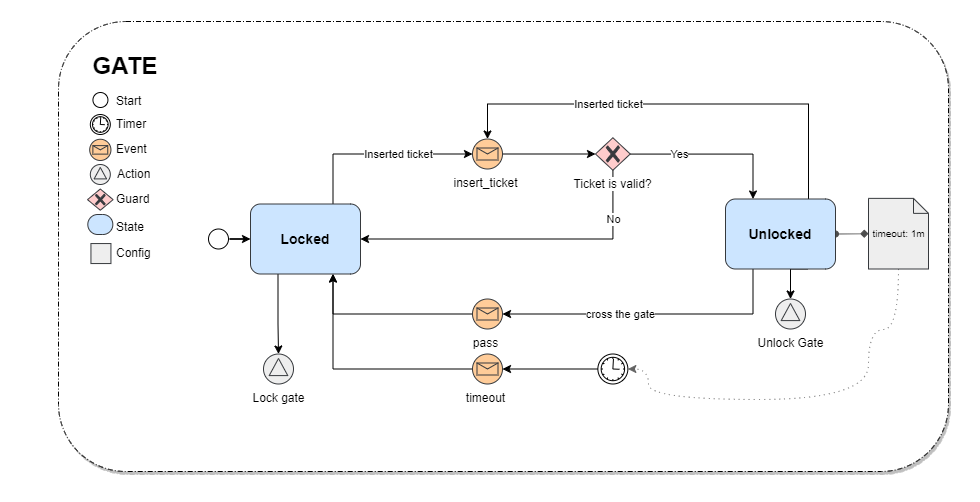 GATE
Start
Timer
Event
Action
Guard
State
Config
Inserted ticket
Inserted ticket
insert_ticket
Ticket is valid?
Yes
No
Locked
Unlocked
timeout: 1m
cross the gate
pass
Unlock Gate
Lock gate
timeout